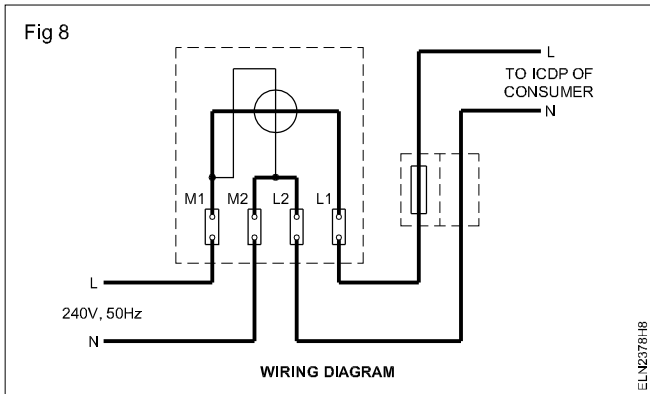 Fig 8
L
TO ICDP OF
CONSUMER
N
M1 M2 L2 L1
L
240V, 50Hz
N
WIRING DIAGRAM
ELN2378H8